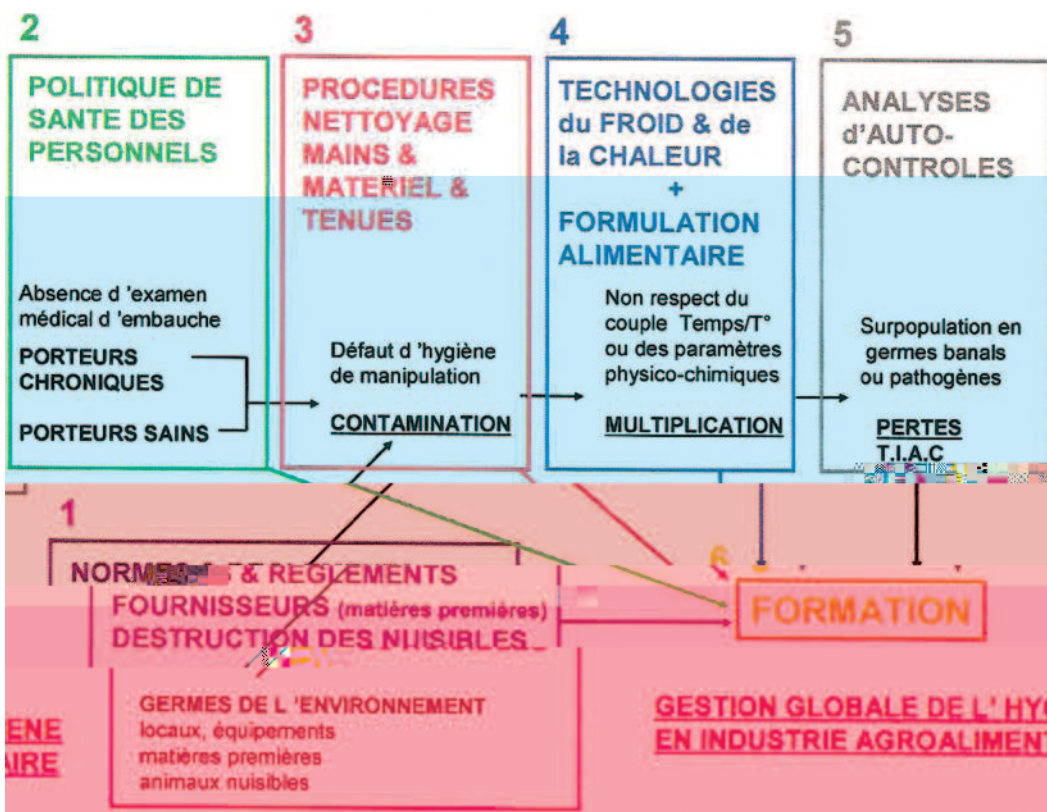 2
POLITIQUE DE
SANTE DES
PERSONNELS
Absence d 'examen
médical d 'embauche
PORTEURS
CHRONIQUES
PORTEURS SAINS
3
PROCEDURES
NETTOYAGE
MAINS &
MATERIEL &
TENUES
Défaut d 'hygiène
de manipulation
CONTAMINATION
4
TECHNOLOGIES
du FROID & de
la CHALEUR
+
FORMULATION
ALIMENTAIRE
Non respect du
couple Temps/T°
ou des paramètres
physico-chimiques
MULTIPLICATION
5
ANALYSES
d'AUTO-
CONTROLES
Surpopulation en
germes banals
ou pathogènes
PERTES
T.I.A.C
1
& REGLEMENTS
FOURNISSEURS (matières premières)
DESTRUCTION DES NUISIBLES
GERMES DE L 'ENVIRONNEMENT
locaux, équipements
matières premières
animaux nuisibles
6
FORMATION
GESTION GLOBALE DE L' HYG
EN INDUSTRIE AGROALIMENT
ENE
AIRE